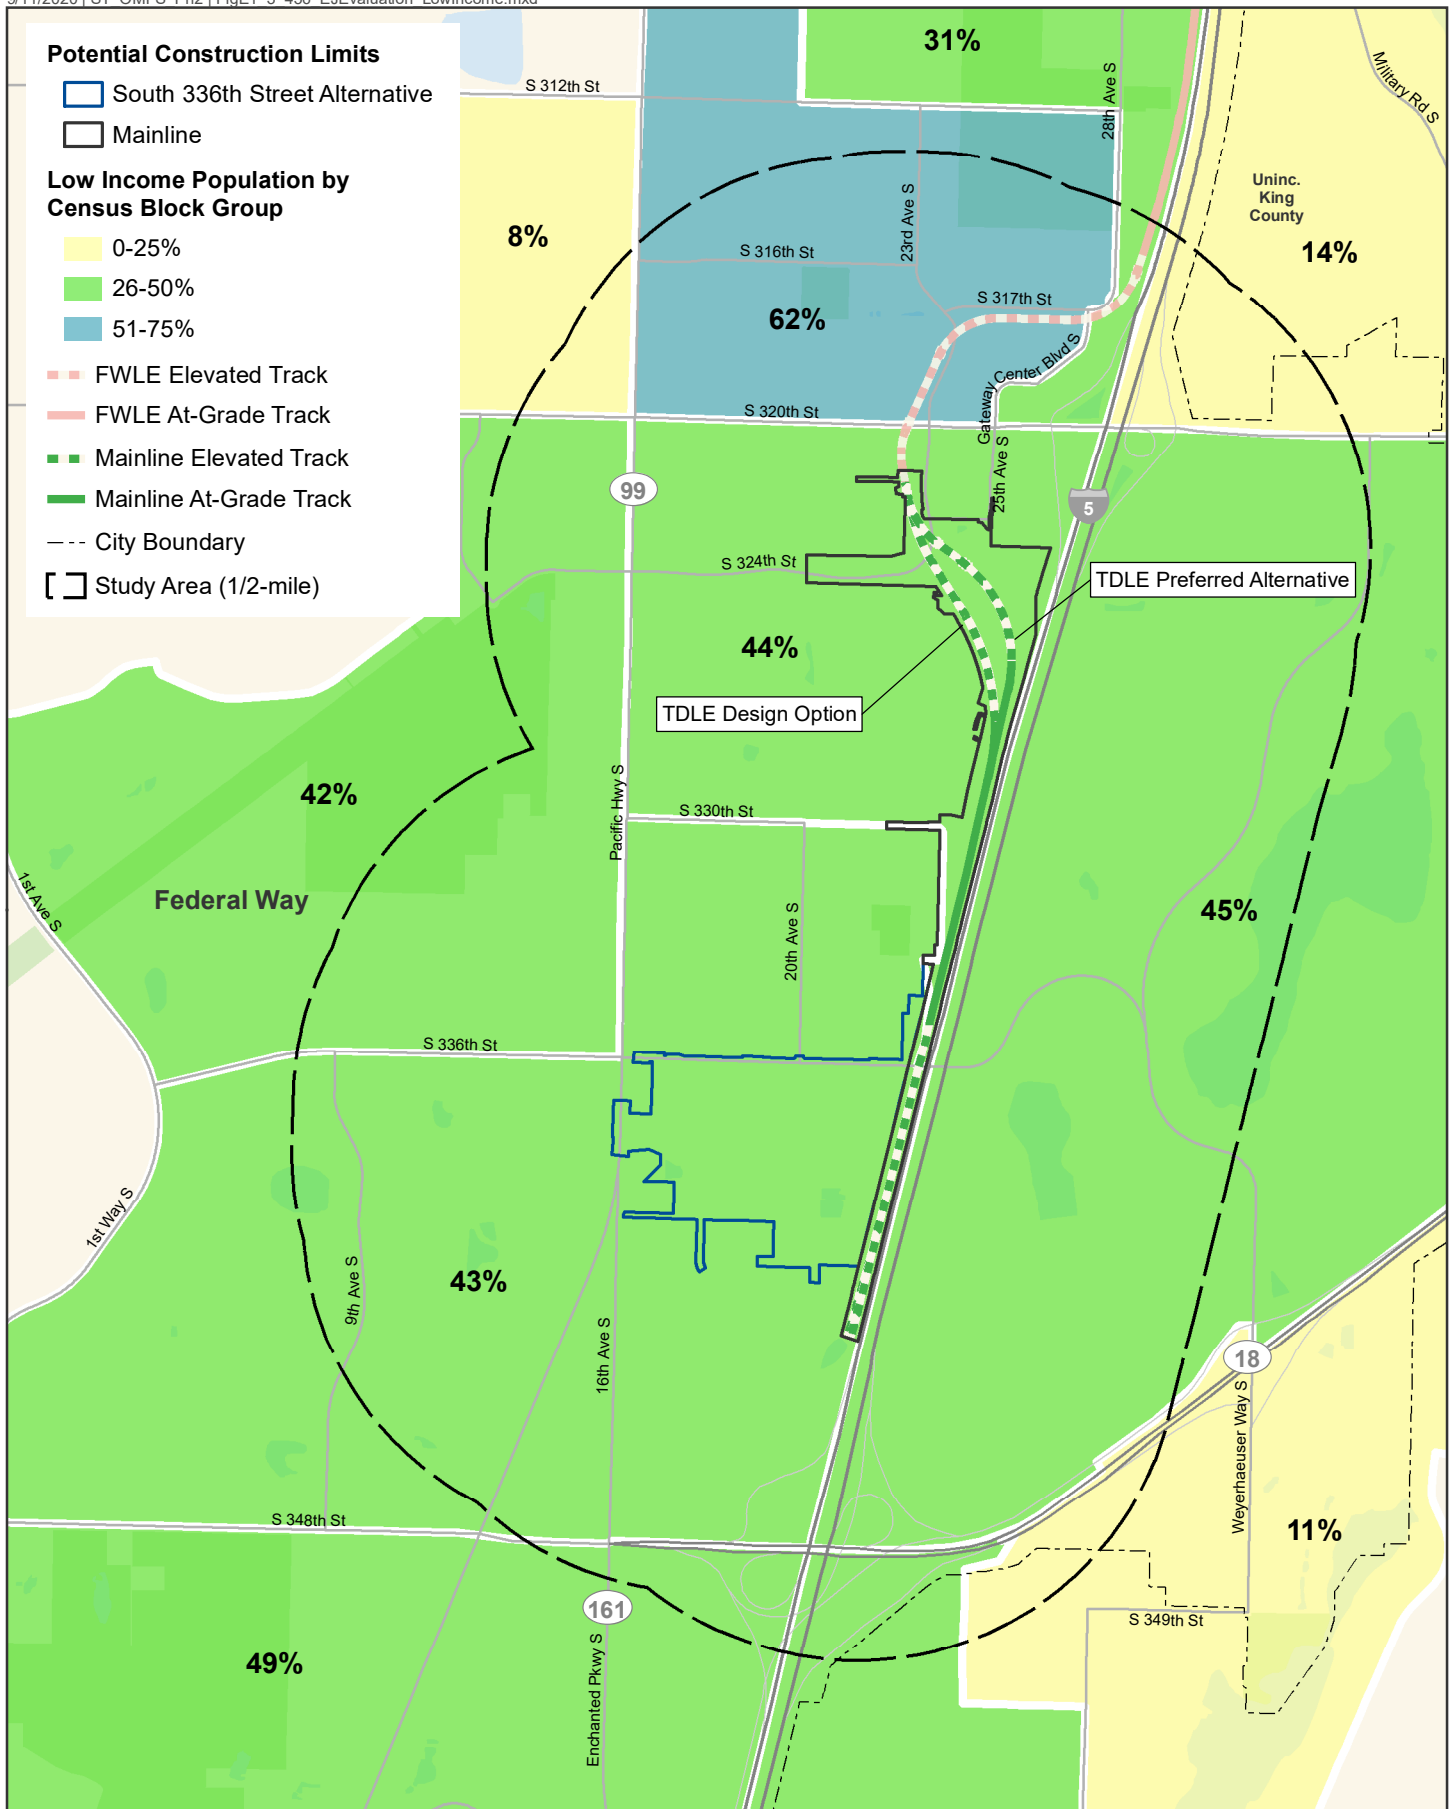 Potential Construction Limits
South 336th Street Alternative
Mainline
Low Income Population by
Census Block Group
0-25%
26-50%
51-75%
FWLE Elevated Track
FWLE At-Grade Track
Mainline Elevated Track
Mainline At-Grade Track
City Boundary
Study Area (1/2-mile)
31%
S 312th St
28th Ave S
Military Rd S
Uninc.
King
County
8%
23rd Ave S
14%
S 316th St
S 317th St
62%
Gateway Center Blvd S
S 320th St
25th Ave S
99
5
S 324th St
TDLE Preferred Alternative
44%
TDLE Design Option
42%
Pacific Hwy S
S 330th St
1st Ave S
Federal Way
45%
20th Ave S
S 336th St
1st Way S
9th Ave S
43%
16th Ave S
18
Weyerhaeuser Way S
S 348th St
11%
161
S 349th St
49%
Enchanted Pkwy S